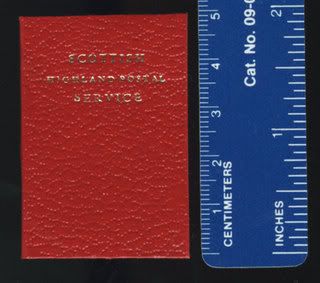 SCOTTISH
HIGHLAND POSTAL
SERVICE
5
4
3
2
1
CENTIMETERS
Cat. No. 09-0
2
1
INCHES